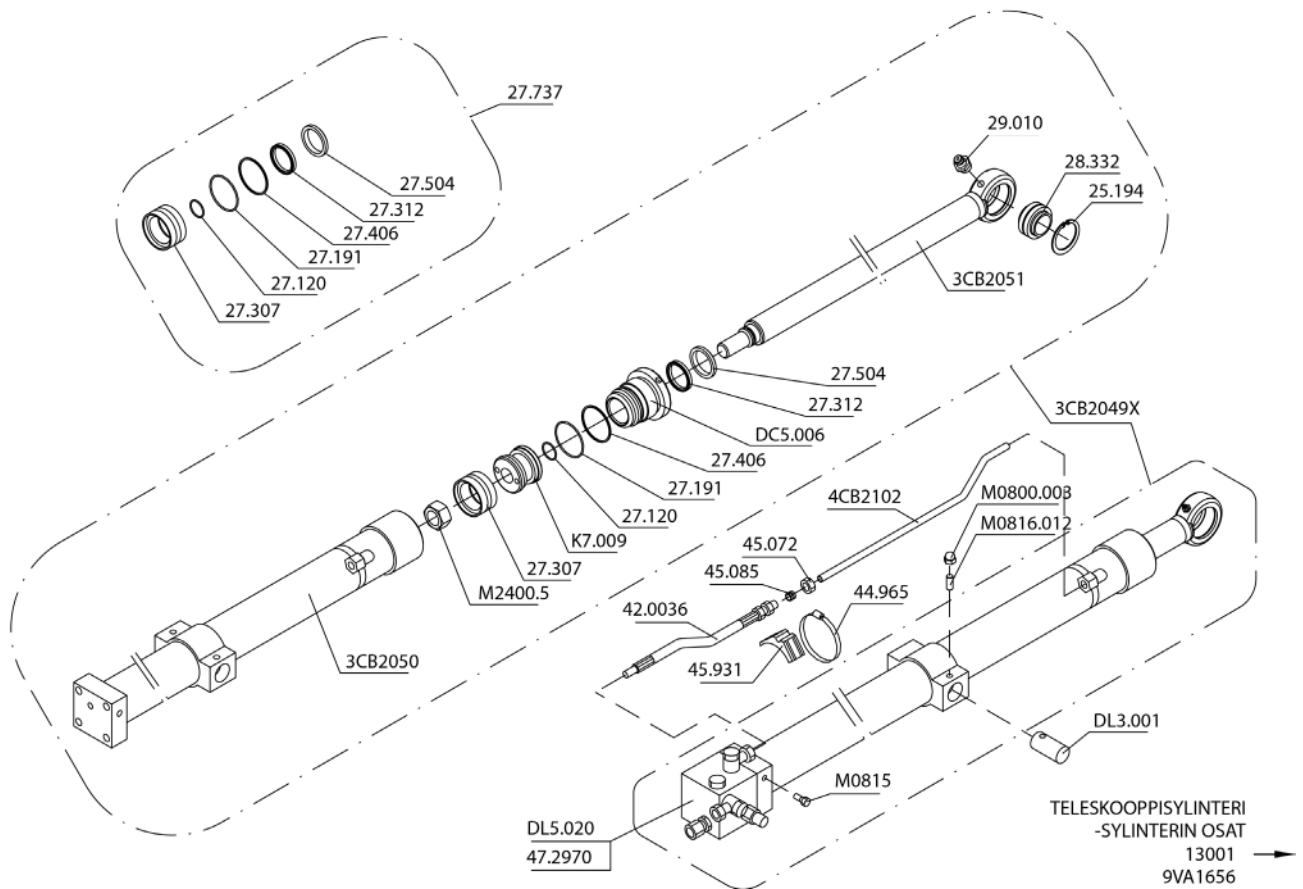 27.737
29.010
28.332
25.194
27.504
27.312
27.406
27.191
27.120
27.307
3CB2051
27.504
27.312
DC5.006
3CB2049X
27.406
27.191
4CB2102
M0800.003
27.120
M0816.012
K7.009
45.072
27.307
45.085
M2400.5
42.0036
44.965
3CB2050
45.931
DL3.001
M0815
DL5.020
47.2970
TELESKOOPPISYLINTERI
-SYLINTERIN OSAT
13001
9VA1656